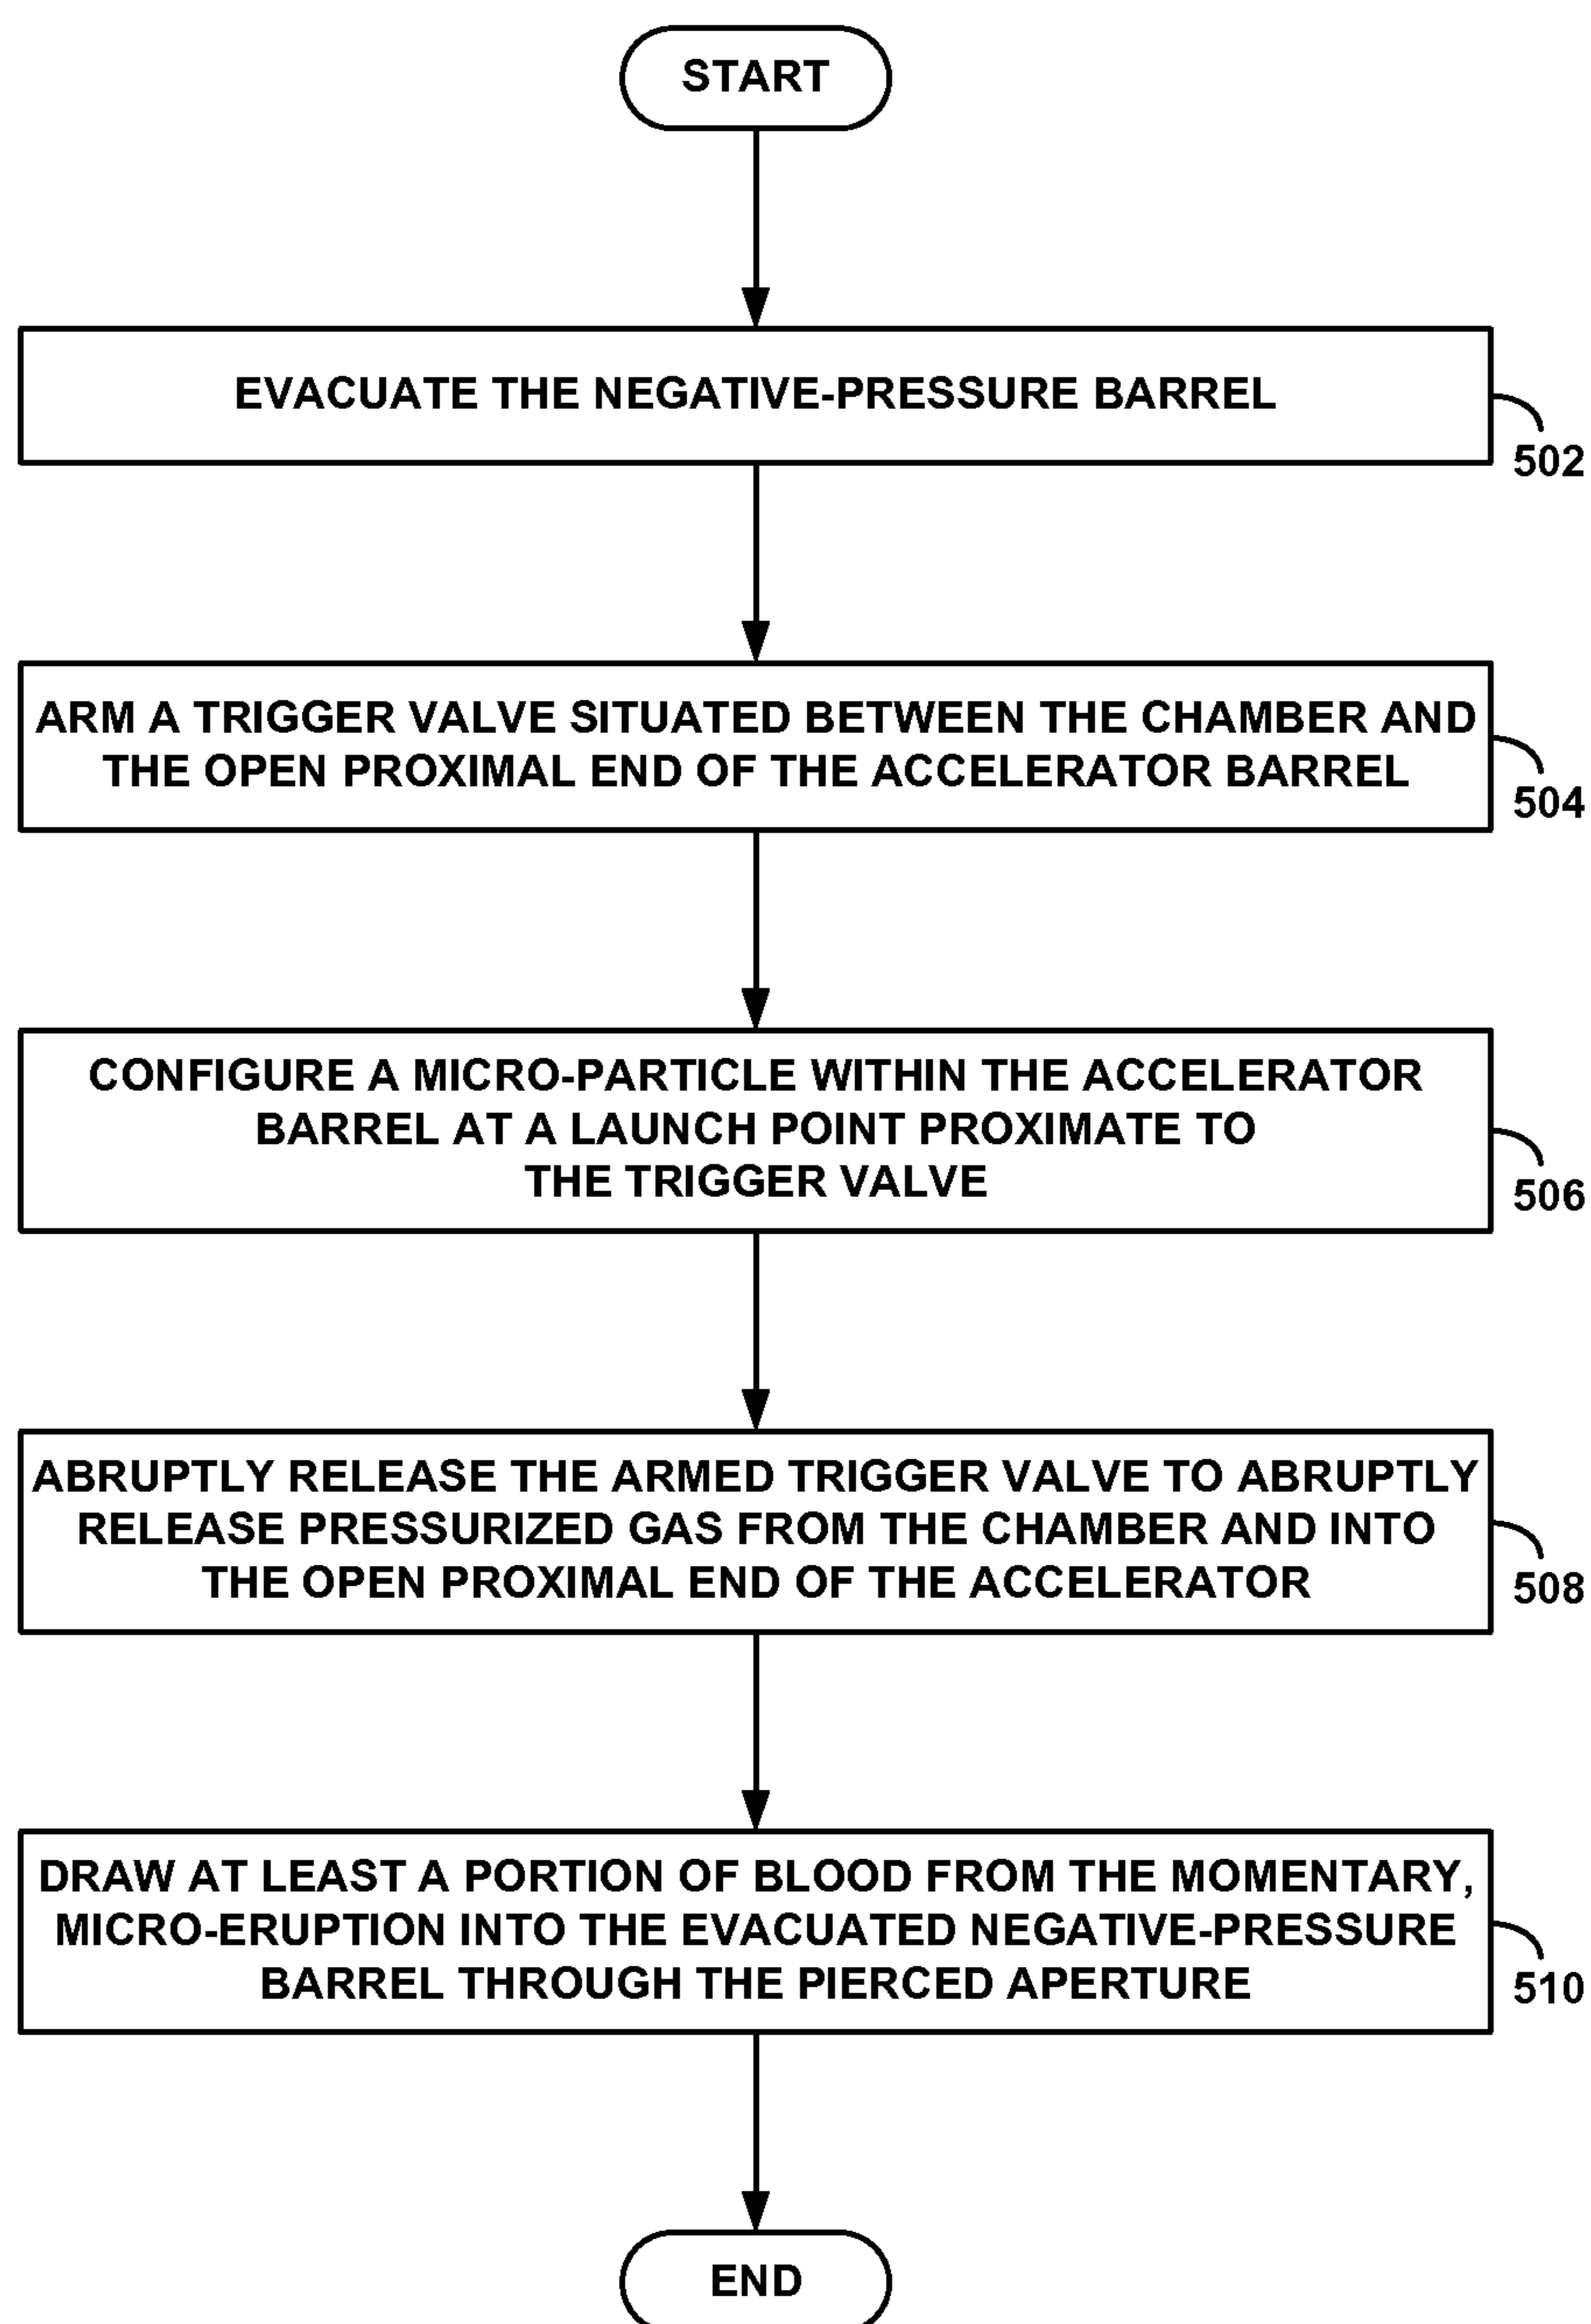 START
EVACUATE THE NEGATIVE-PRESSURE BARREL
502
ARM A TRIGGER VALVE SITUATED BETWEEN THE CHAMBER AND
THE OPEN PROXIMAL END OF THE ACCELERATOR BARREL
504
CONFIGURE A MICRO-PARTICLE WITHIN THE ACCELERATOR
BARREL AT A LAUNCH POINT PROXIMATE TO
THE TRIGGER VALVE
506
ABRUPTLY RELEASE THE ARMED TRIGGER VALVE TO ABRUPTLY
RELEASE PRESSURIZED GAS FROM THE CHAMBER AND INTO
THE OPEN PROXIMAL END OF THE ACCELERATOR
508
DRAW AT LEAST A PORTION OF BLOOD FROM THE MOMENTARY,
MICRO-ERUPTION INTO THE EVACUATED NEGATIVE-PRESSURE
BARREL THROUGH THE PIERCED APERTURE
510
END